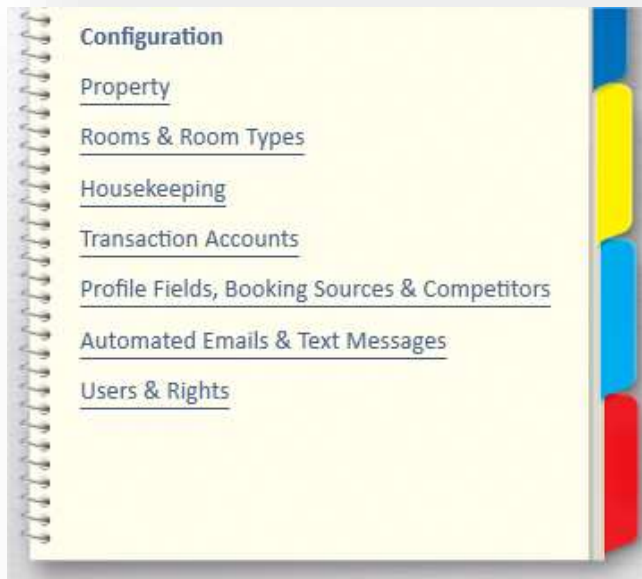 Configuration
Property
Rooms & Room Types
Housekeeping
Transaction Accounts
Profile Fields, Booking Sources & Competitors
Automated Emails & Text Messages
Users & Rights